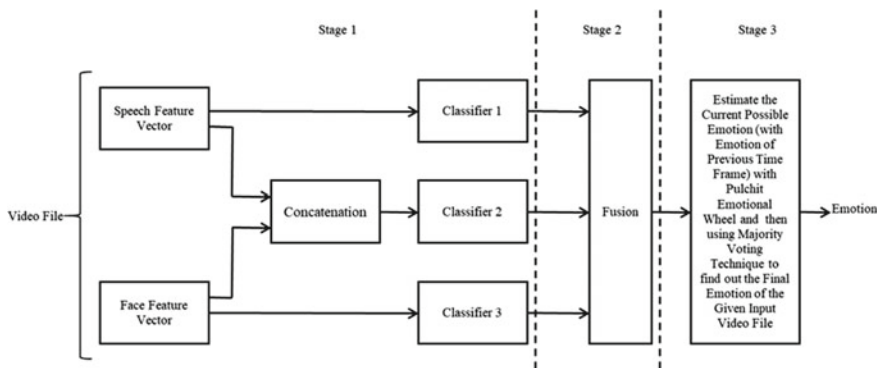 Stage 1
Stage 2
Stage 3
Video File
Speech Feature
Vector
Face Feature
Vector
Concatenation
Classifier 1
Classifier 2
Classifier 3
Fusion
Estimate the
Current Possible
Emotion (with
Emotion of
Previous Time
Frame) with
Pulchit
Emotional
Wheel and then
using Majority
Voting
Technique to
find out the Final
Emotion of the
Given Input
Video File
Emotion